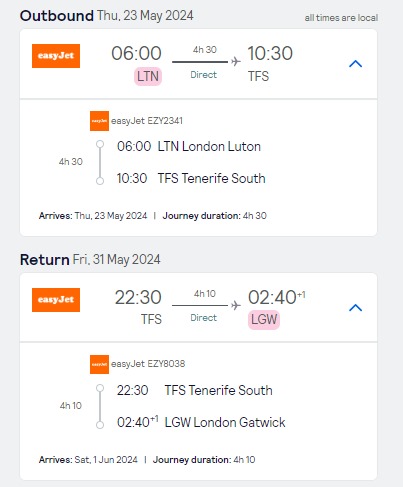 Outbound Thu, 23 May 2024
all times are local
easyJet
06:00 4h 30 10:30
LTN Direct TFS
easyJet easyJet EZY2341
06:00 LTN London Luton
4h 30
10:30 TFS Tenerife South
Arrives: Thu, 23 May 2024 | Journey duration: 4h 30
Return Fri, 31 May 2024
easyJet
22:30 4h 10 02:40+1
TFS Direct LGW
easyJet easyJet EZY8038
22:30 TFS Tenerife South
4h 10
02:40+1 LGW London Gatwick
Arrives: Sat, 1 Jun 2024 | Journey duration: 4h 10